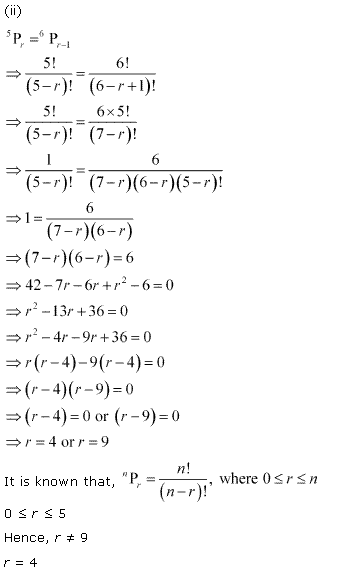 (ii)
⁵Pᵣ = ⁶Pᵣ₋₁
⇒ 5!/(5−r)! = 6!/(6−r+1)!
⇒ 5!/(5−r)! = 6×5!/(7−r)!
⇒ 1/(5−r)! = 6/(7−r)(6−r)(5−r)!
⇒ 1 = 6/(7−r)(6−r)
⇒ (7−r)(6−r) = 6
⇒ 42−7r−6r+r²−6=0
⇒ r²−13r+36=0
⇒ r²−4r−9r+36=0
⇒ r(r−4)−9(r−4)=0
⇒ (r−4)(r−9)=0
⇒ (r−4)=0 or (r−9)=0
⇒ r = 4 or r = 9
It is known that, ⁿPᵣ = n!/(n−r)!, where 0 ≤ r ≤ n
0 ≤ r ≤ 5
Hence, r ≠ 9
r = 4